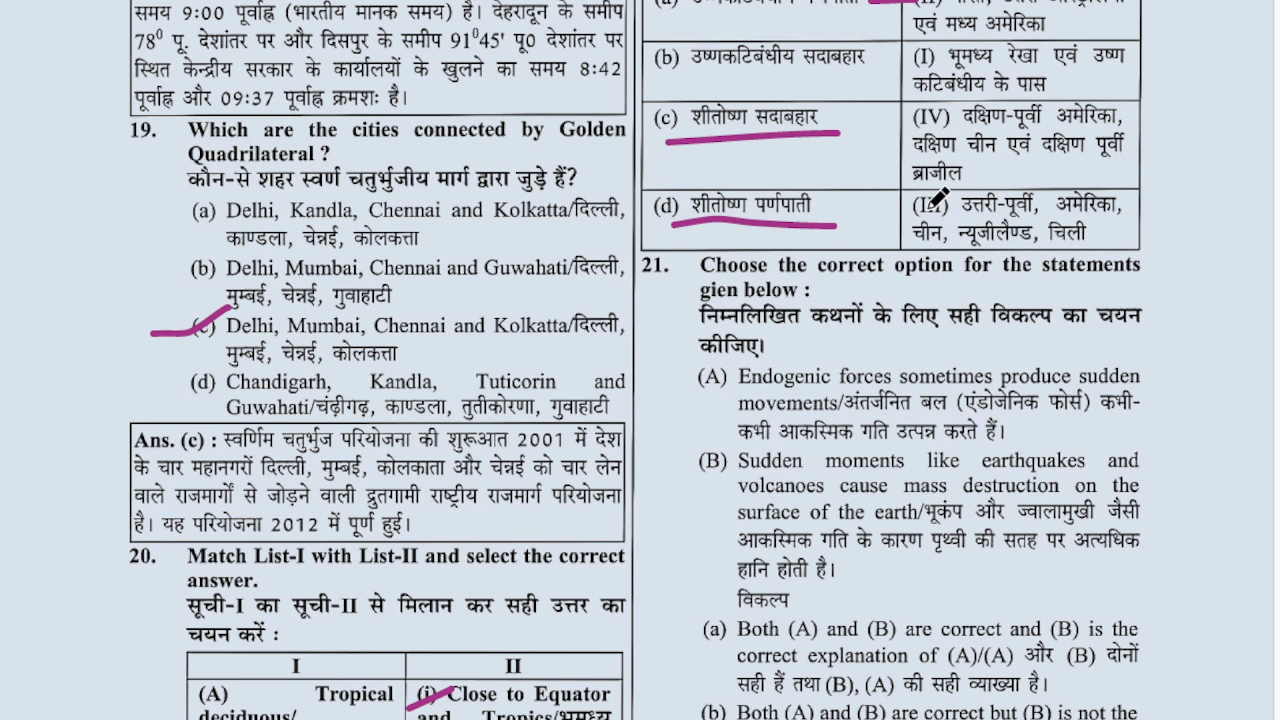 समय 9:00 पूर्वाह्न (भारतीय मानक समय) है। देहरादून के समीप
78⁰ पू. देशांतर पर और दिसपुर के समीप 91⁰45' पू0 देशांतर पर
स्थित केन्द्रीय सरकार के कार्यालयों के खुलने का समय 8:42
पूर्वाह्न और 09:37 पूर्वाह्न क्रमशः है।
19. Which are the cities connected by Golden
Quadrilateral ?
कौन-से शहर स्वर्ण चतुर्भुजीय मार्ग द्वारा जुड़े हैं?
(a) Delhi, Kandla, Chennai and Kolkatta/दिल्ली,
काण्डला, चेन्नई, कोलकत्ता
(b) Delhi, Mumbai, Chennai and Guwahati/दिल्ली,
मुम्बई, चेन्नई, गुवाहाटी
(c) Delhi, Mumbai, Chennai and Kolkatta/दिल्ली,
मुम्बई, चेन्नई, कोलकत्ता
(d) Chandigarh, Kandla, Tuticorin and
Guwahati/चंढ़ीगढ़, काण्डला, तुतीकोरणा, गुवाहाटी
Ans. (c) : स्वर्णिम चतुर्भुज परियोजना की शुरूआत 2001 में देश
के चार महानगरों दिल्ली, मुम्बई, कोलकाता और चेन्नई को चार लेन
वाले राजमार्गों से जोड़ने वाली द्रुतगामी राष्ट्रीय राजमार्ग परियोजना
है। यह परियोजना 2012 में पूर्ण हुई।
20. Match List-I with List-II and select the correct
answer.
सूची-I का सूची-II से मिलान कर सही उत्तर का
चयन करें :
I II
(A) Tropical (i) Close to Equator
deciduous/ and Tropics/भूमध्य
एवं मध्य अमेरिका
(b) उष्णकटिबंधीय सदाबहार (I) भूमध्य रेखा एवं उष्ण
कटिबंधीय के पास
(c) शीतोष्ण सदाबहार (IV) दक्षिण-पूर्वी अमेरिका,
दक्षिण चीन एवं दक्षिण पूर्वी
ब्राजील
(d) शीतोष्ण पर्णपाती (III) उत्तरी-पूर्वी, अमेरिका,
चीन, न्यूजीलैण्ड, चिली
21. Choose the correct option for the statements
gien below :
निम्नलिखित कथनों के लिए सही विकल्प का चयन
कीजिए।
(A) Endogenic forces sometimes produce sudden
movements/अंतर्जनित बल (एंडोजेनिक फोर्स) कभी-
कभी आकस्मिक गति उत्पन्न करते हैं।
(B) Sudden moments like earthquakes and
volcanoes cause mass destruction on the
surface of the earth/भूकंप और ज्वालामुखी जैसी
आकस्मिक गति के कारण पृथ्वी की सतह पर अत्यधिक
हानि होती है।
विकल्प
(a) Both (A) and (B) are correct and (B) is the
correct explanation of (A)/(A) और (B) दोनों
सही हैं तथा (B), (A) की सही व्याख्या है।
(b) Both (A) and (B) are correct but (B) is not the